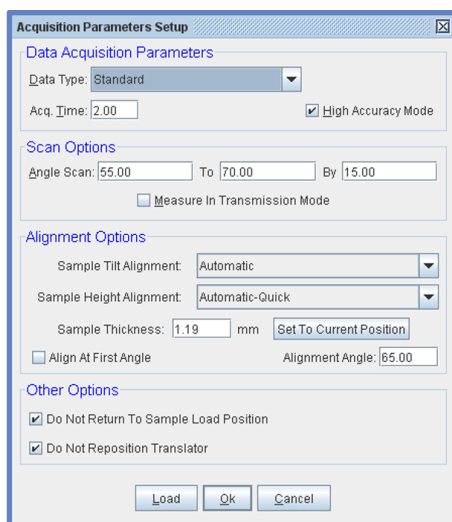 Acquisition Parameters Setup
Data Acquisition Parameters
Data Type: Standard
Acq. Time: 2.00 High Accuracy Mode
Scan Options
Angle Scan: 55.00 To 70.00 By 15.00
Measure In Transmission Mode
Alignment Options
Sample Tilt Alignment: Automatic
Sample Height Alignment: Automatic-Quick
Sample Thickness: 1.19 mm Set To Current Position
Align At First Angle Alignment Angle: 65.00
Other Options
Do Not Return To Sample Load Position
Do Not Reposition Translator
Load Ok Cancel